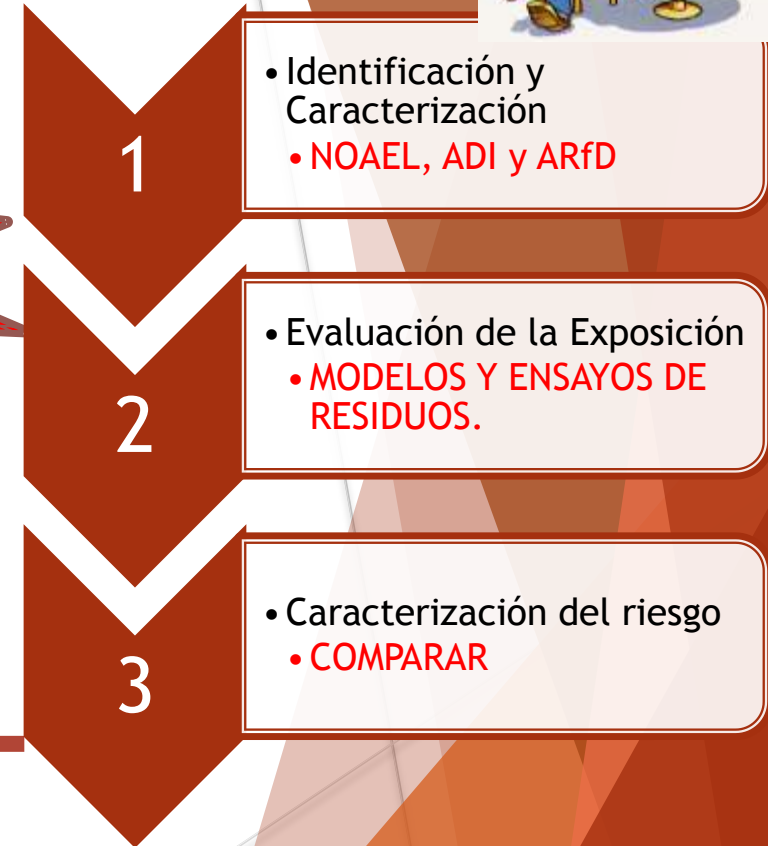 1
• Identificación y
Caracterización
• NOAEL, ADI y ARfD
2
• Evaluación de la Exposición
• MODELOS Y ENSAYOS DE
RESIDUOS.
3
• Caracterización del riesgo
• COMPARAR